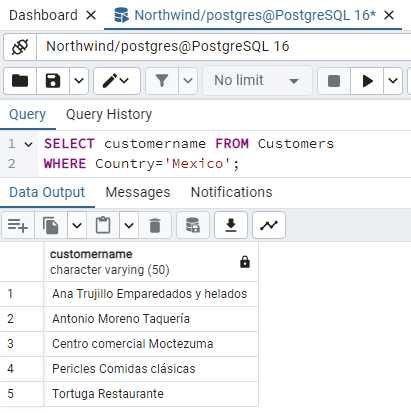 Dashboard Northwind/postgres@PostgreSQL 16*
Northwind/postgres@PostgreSQL 16
No limit
Query Query History
1 SELECT customername FROM Customers
2 WHERE Country='Mexico';
Data Output Messages Notifications
customername
character varying (50)
1 Ana Trujillo Emparedados y helados
2 Antonio Moreno Taquería
3 Centro comercial Moctezuma
4 Pericles Comidas clásicas
5 Tortuga Restaurante